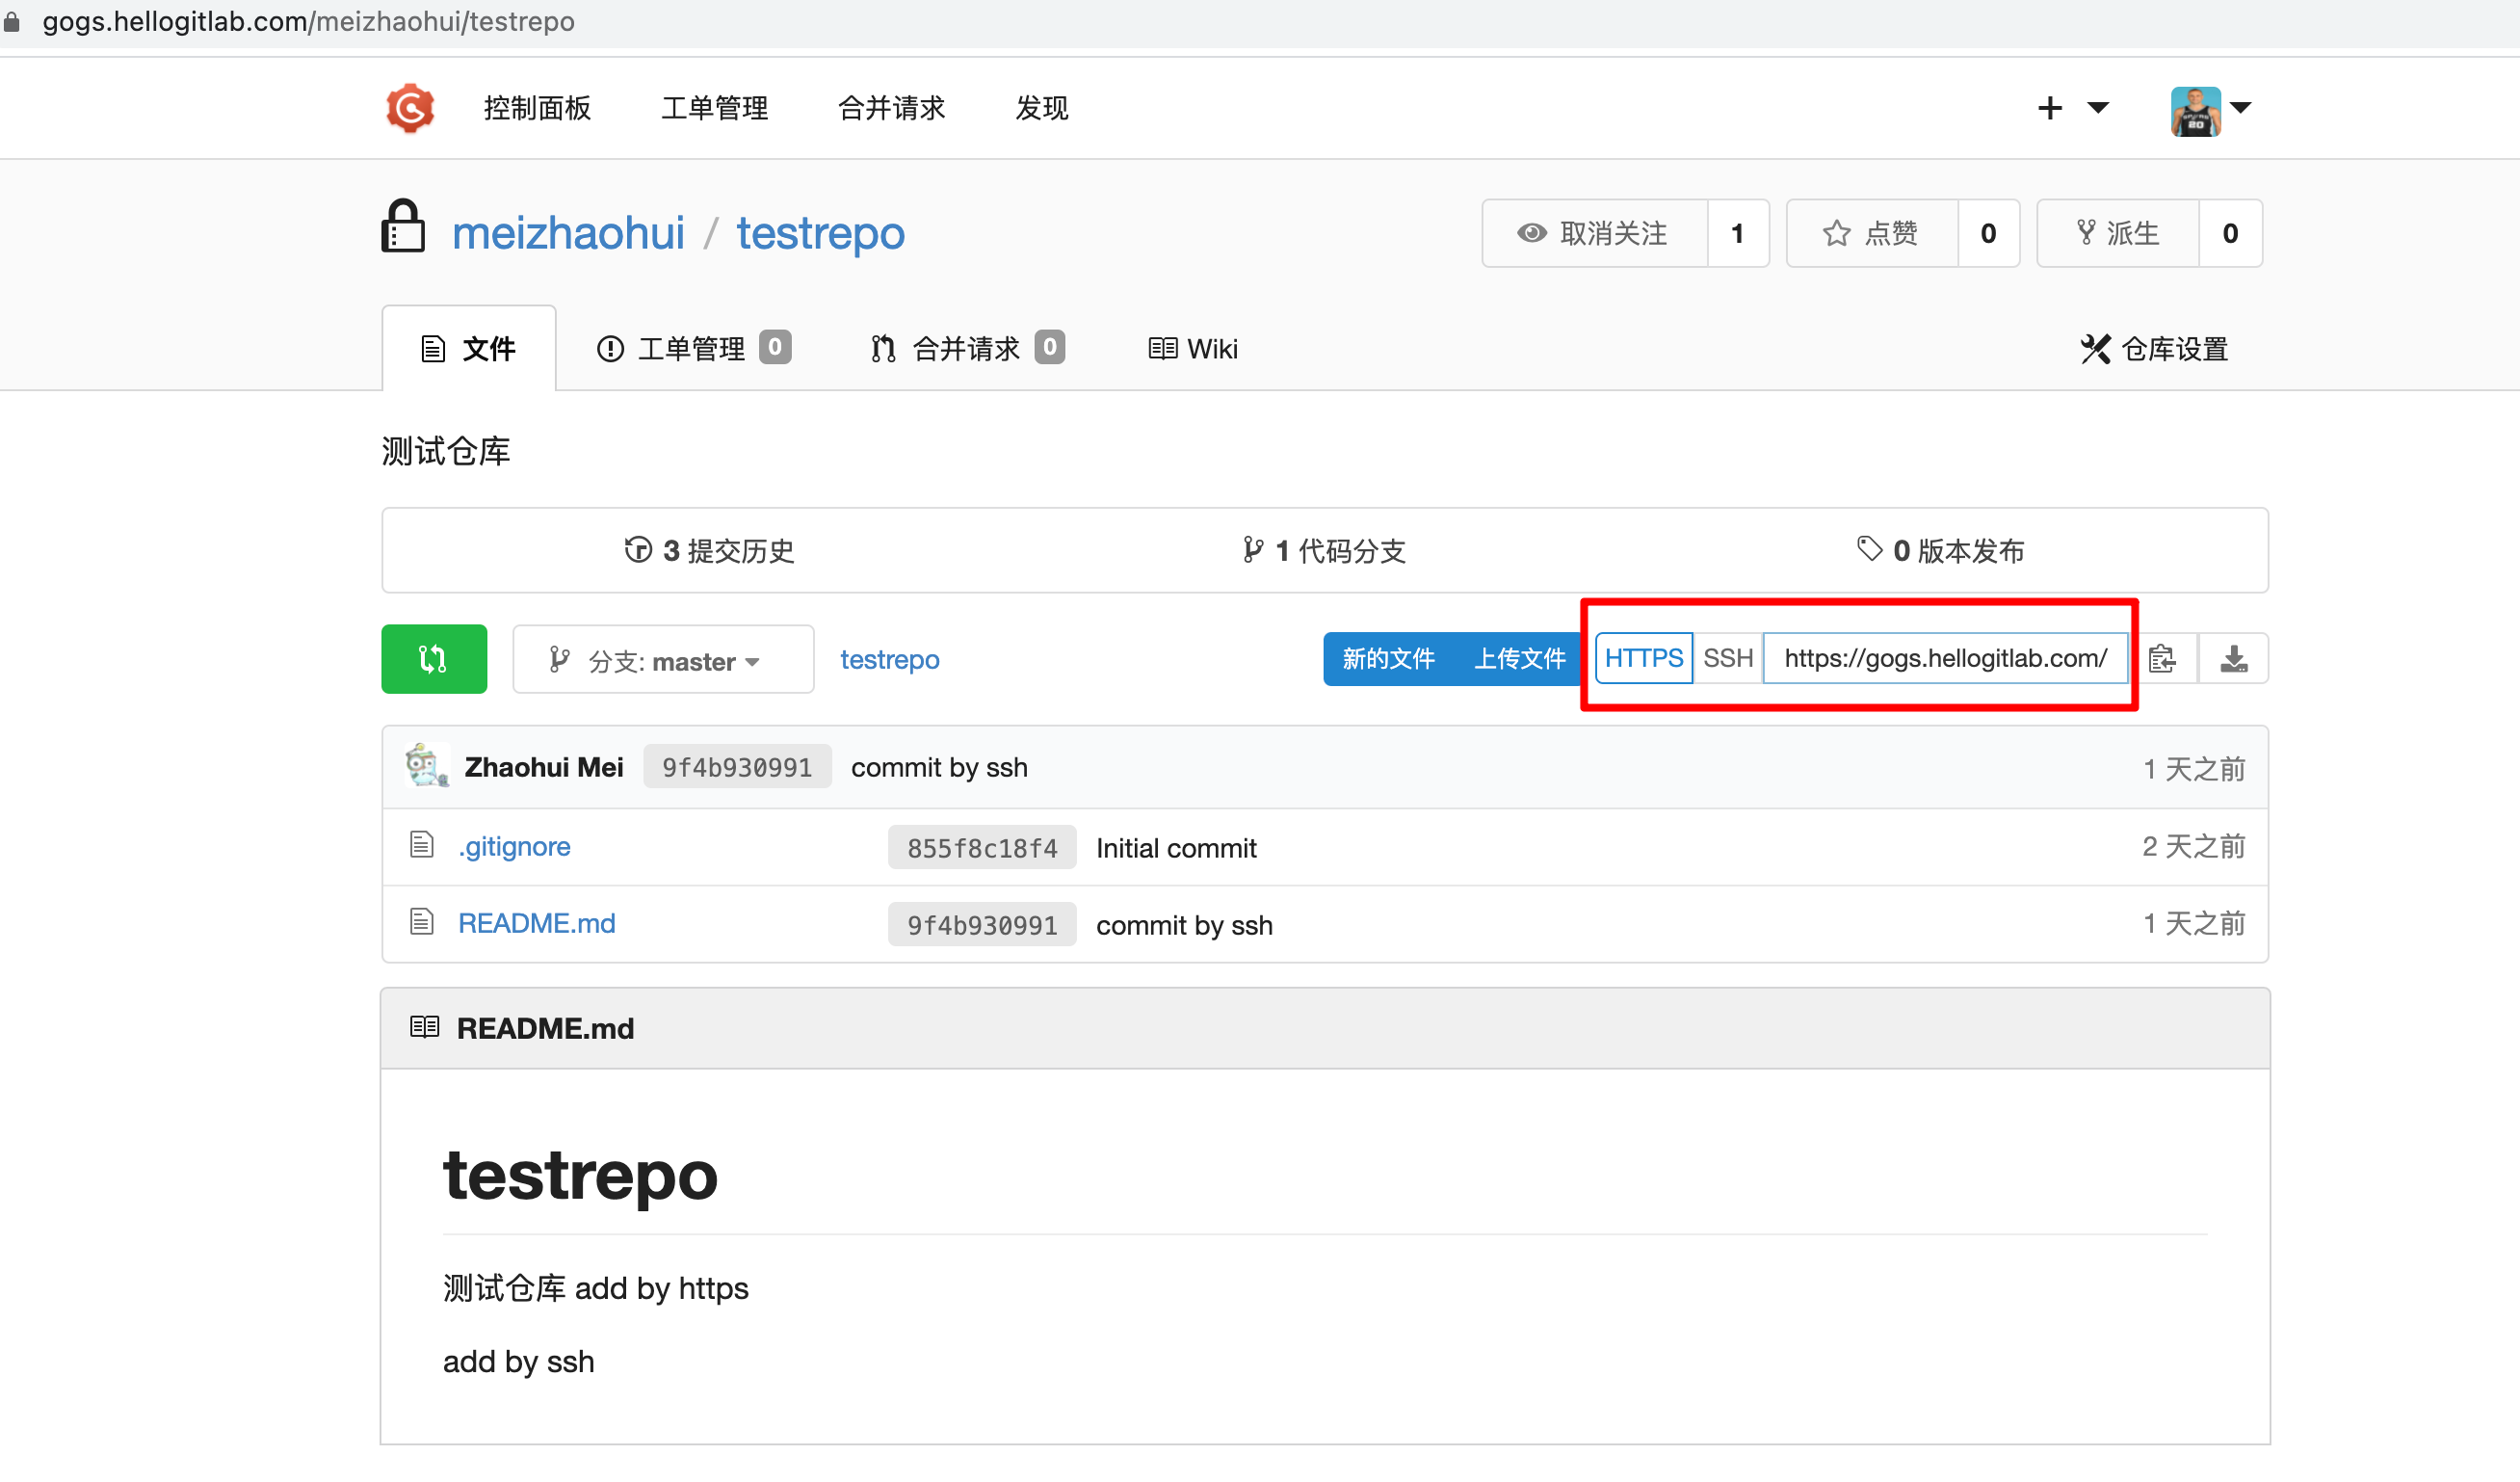 gogs.hellogitlab.com/meizhaohui/testrepo
控制面板 工单管理 合并请求 发现
meizhaohui / testrepo 取消关注 1 点赞 0 派生 0
文件 工单管理 0 合并请求 0 Wiki 仓库设置
测试仓库
3 提交历史 1 代码分支 0 版本发布
分支: master testrepo 新的文件 上传文件 HTTPS SSH https://gogs.hellogitlab.com/
Zhaohui Mei 9f4b930991 commit by ssh 1 天之前
.gitignore 855f8c18f4 Initial commit 2 天之前
README.md 9f4b930991 commit by ssh 1 天之前
README.md
testrepo
测试仓库 add by https
add by ssh